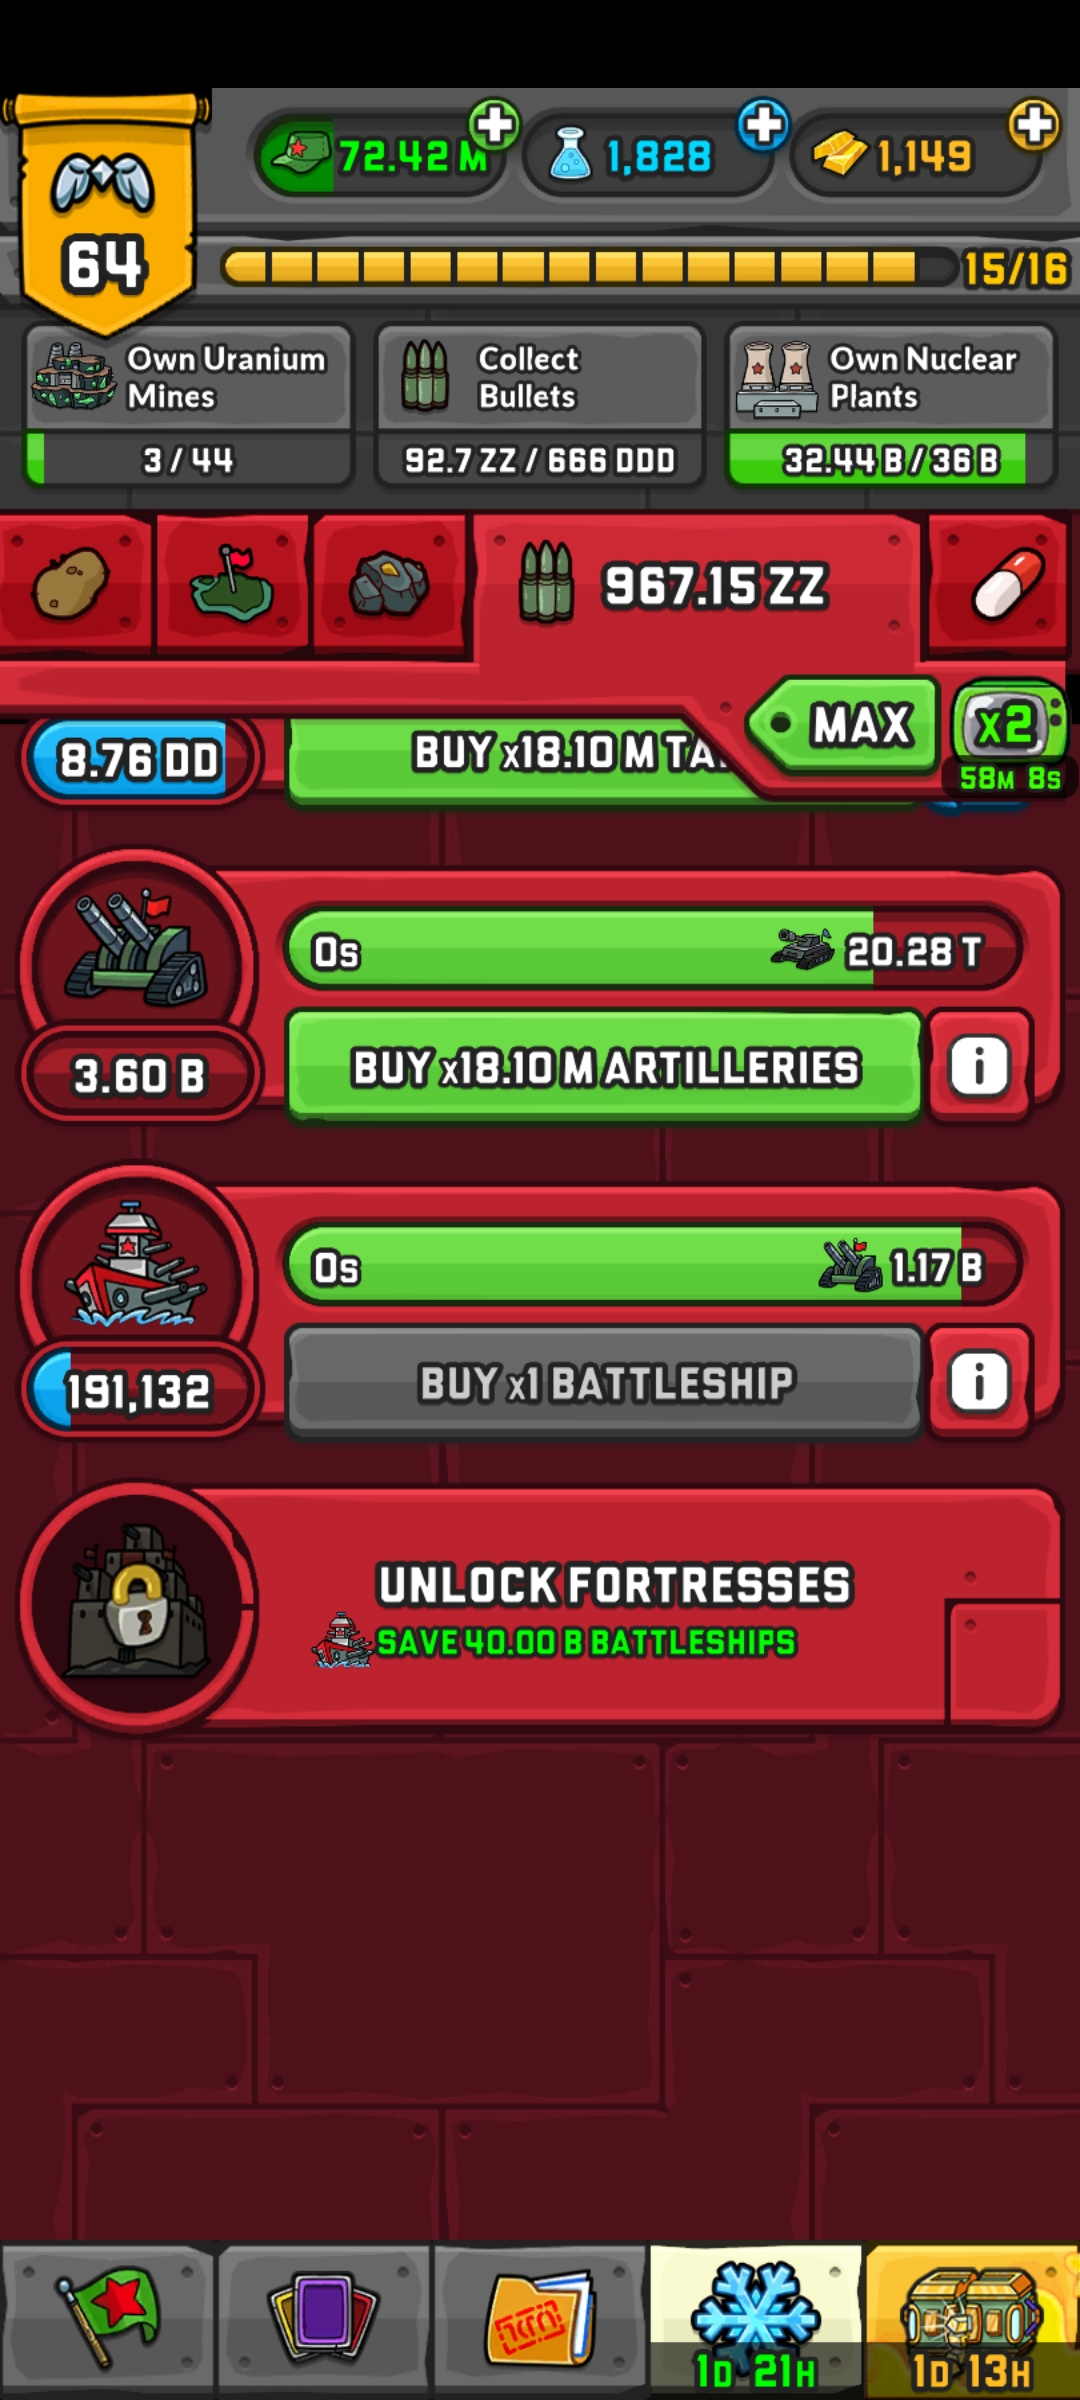 72.42 M
1,828
1,149
64
15/16
Own Uranium
Mines
3 / 44
Collect
Bullets
92.7 ZZ / 666 DDD
Own Nuclear
Plants
32.44 B / 36 B
967.15 ZZ
MAX
x2
58M 8S
8.76 DD
BUY x18.10 M TA
0s
20.28 T
3.60 B
BUY x18.10 M ARTILLERIES
i
0s
1.17 B
191,132
BUY x1 BATTLESHIP
i
UNLOCK FORTRESSES
SAVE 40.00 B BATTLESHIPS
1D 21H
1D 13H